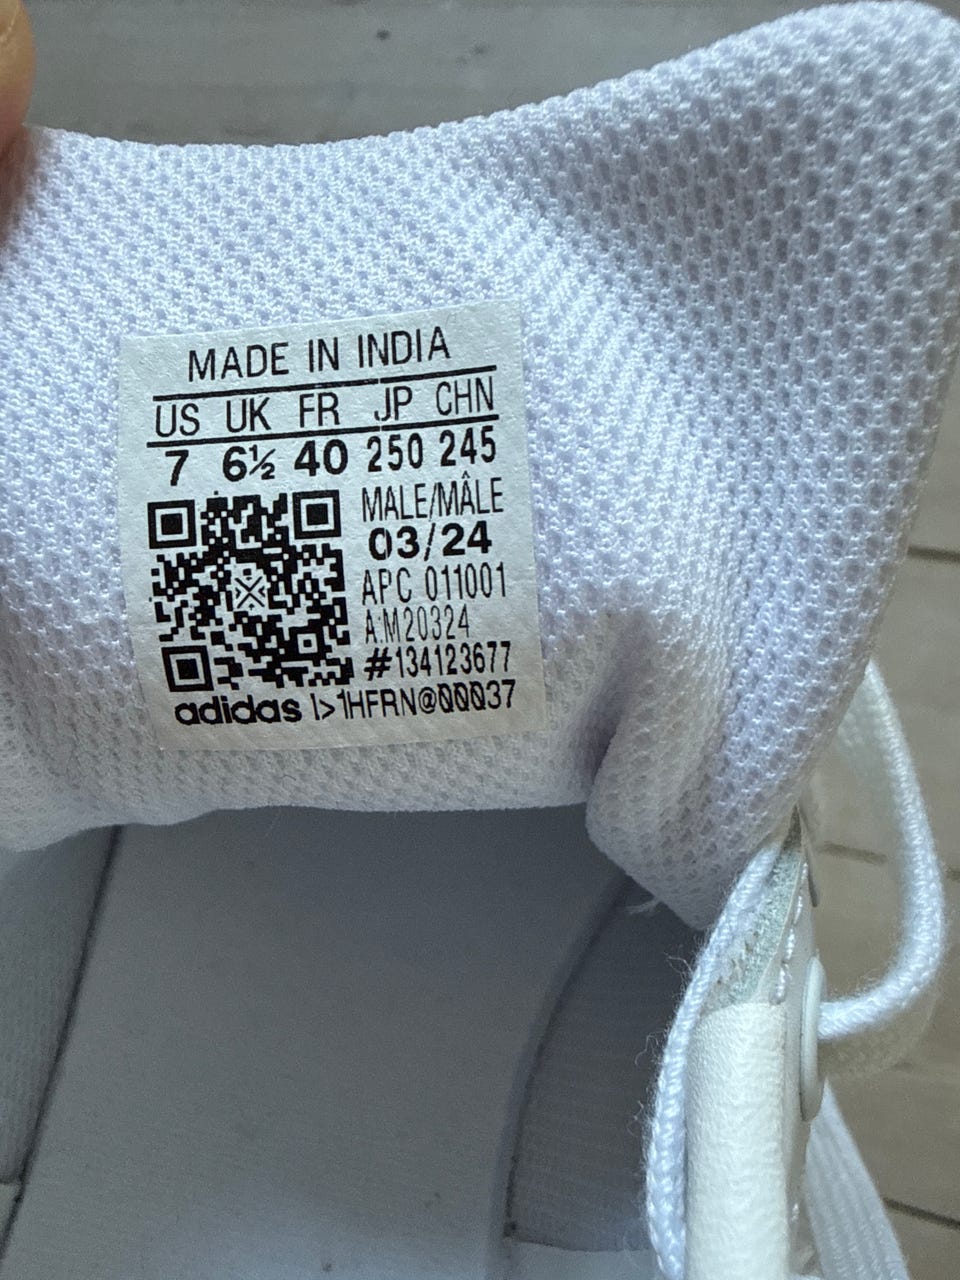 MADE IN INDIA
US UK FR JP CHN
7 6½ 40 250 245
MALE/MÂLE
03/24
APC 011001
A:M20324
#134123677
adidas |>1HFRN@00037